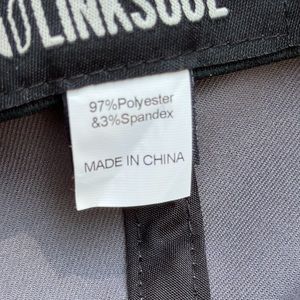 LINKSOUL
97%Polyester
&3%Spandex
MADE IN CHINA